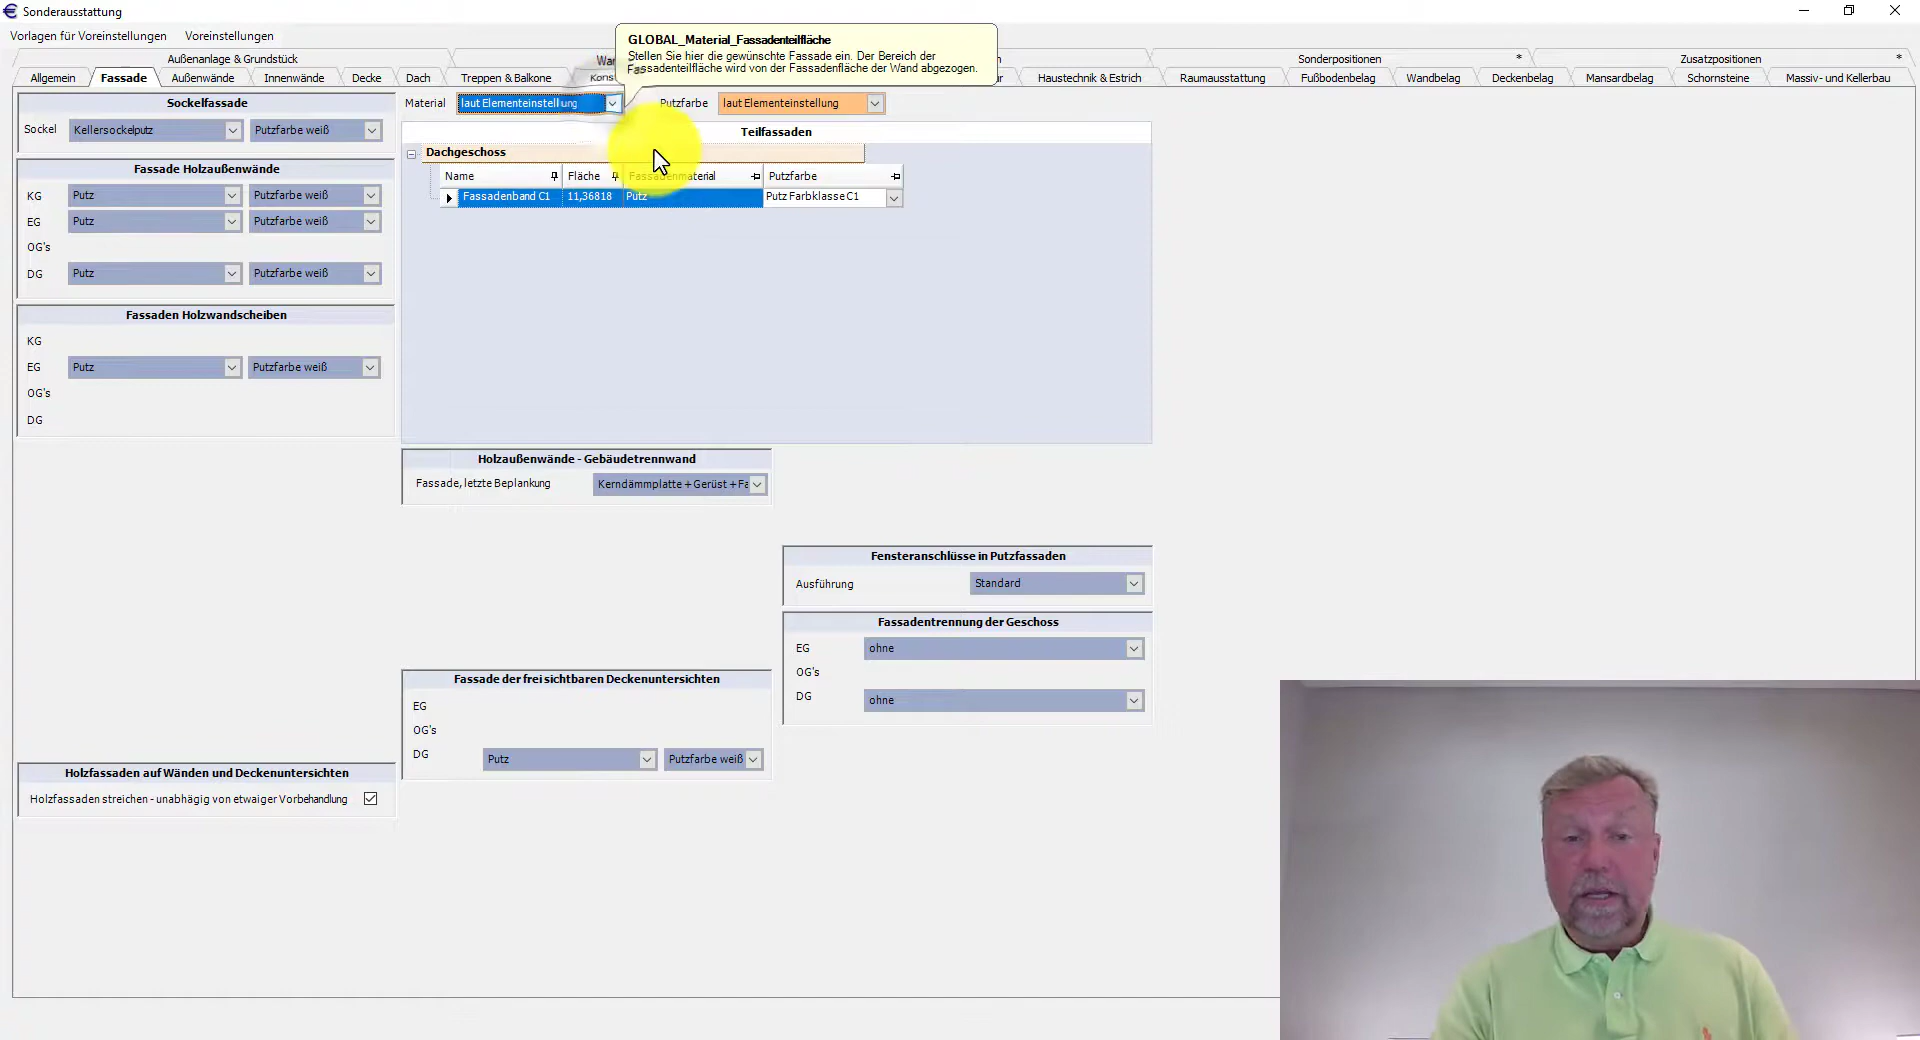 Sonderausstattung
Vorlagen für Voreinstellungen Voreinstellungen
GLOBAL_Material_Fassadenteilfläche
Stellen Sie hier die gewünschte Fassade ein. Der Bereich der
Fassadenteilfläche wird von der Fassadenfläche der Wand abgezogen.
Außenanlage & Grundstück Sonderpositionen * Zusatzpositionen *
Allgemein Fassade Außenwände Innenwände Decke Dach Treppen & Balkone Haustechnik & Estrich Raumausstattung Fußbodenbelag Wandbelag Deckenbelag Mansardbelag Schornsteine Massiv- und Kellerbau
Sockelfassade
Sockel Kellersockelputz Putzfarbe weiß
Fassade Holzaußenwände
KG Putz Putzfarbe weiß
EG Putz Putzfarbe weiß
OG's
DG Putz Putzfarbe weiß
Fassaden Holzwandscheiben
KG
EG Putz Putzfarbe weiß
OG's
DG
Holzfassaden auf Wänden und Deckenuntersichten
Holzfassaden streichen - unabhägig von etwaiger Vorbehandlung
Material laut Elementeinstellung Putzfarbe laut Elementeinstellung
Teilfassaden
Dachgeschoss
Name Fläche Fassadenmaterial Putzfarbe
Fassadenband C1 11,36818 Putz Putz Farbklasse C1
Holzaußenwände - Gebäudetrennwand
Fassade, letzte Beplankung Kerndämmplatte + Gerüst + Fa
Fassade der frei sichtbaren Deckenuntersichten
EG
OG's
DG Putz Putzfarbe weiß
Fensteranschlüsse in Putzfassaden
Ausführung Standard
Fassadentrennung der Geschoss
EG ohne
OG's
DG ohne